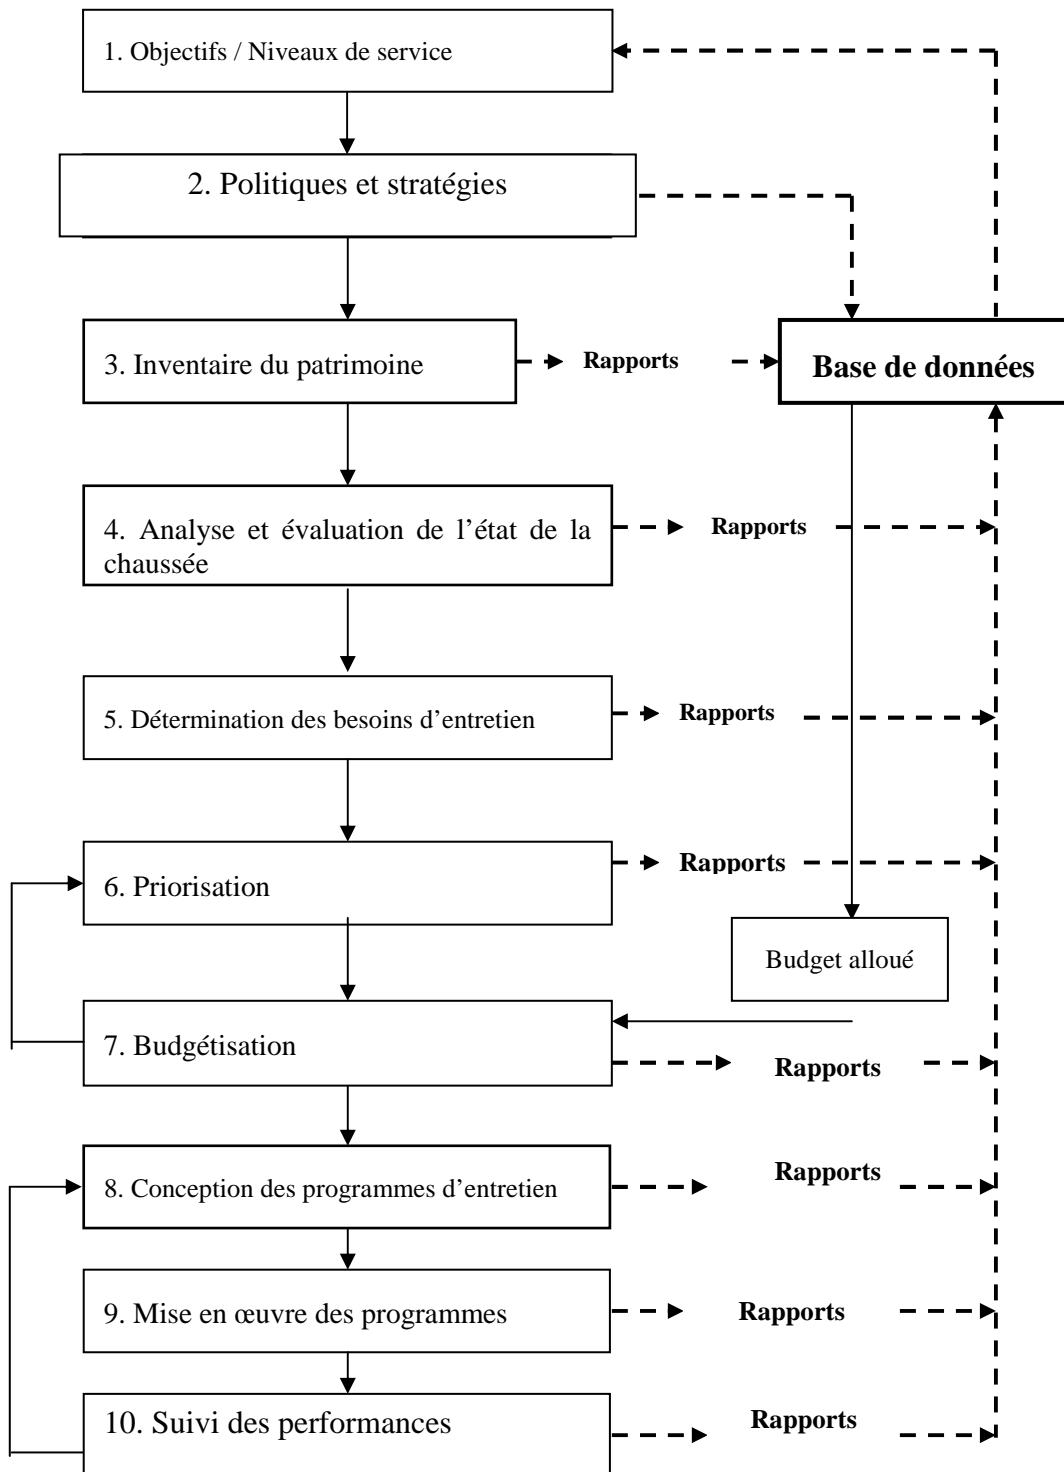 1. Objectifs / Niveaux de service
2. Politiques et stratégies
3. Inventaire du patrimoine
Rapports
Base de données
4. Analyse et évaluation de l’état de la
chaussée
Rapports
5. Détermination des besoins d’entretien
Rapports
6. Priorisation
Rapports
Budget alloué
7. Budgétisation
Rapports
8. Conception des programmes d’entretien
Rapports
9. Mise en œuvre des programmes
Rapports
10. Suivi des performances
Rapports